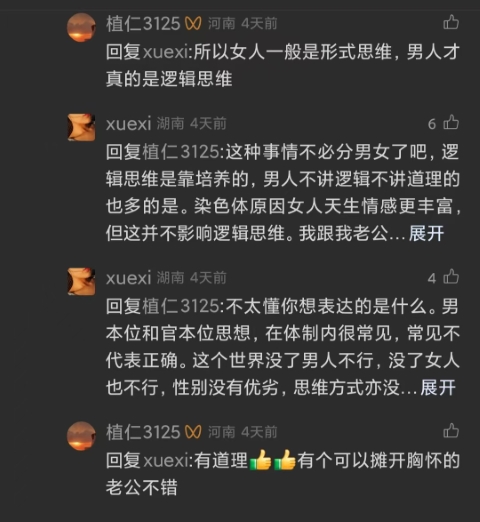 植仁3125 河南 4天前
回复xuexi:所以女人一般是形式思维，男人才
真的是逻辑思维
xuexi 湖南 4天前 6
回复植仁3125:这种事情不必分男女了吧，逻
辑思维是靠培养的，男人不讲逻辑不讲道理的
也多的是。染色体原因女人天生情感更丰富，
但这并不影响逻辑思维。我跟我老公...展开
xuexi 湖南 4天前 4
回复植仁3125:不太懂你想表达的是什么。男
本位和官本位思想，在体制内很常见，常见不
代表正确。这个世界没了男人不行，没了女人
也不行，性别没有优劣，思维方式亦没...展开
植仁3125 河南 4天前
回复xuexi:有道理👍👍有个可以摊开胸怀的
老公不错